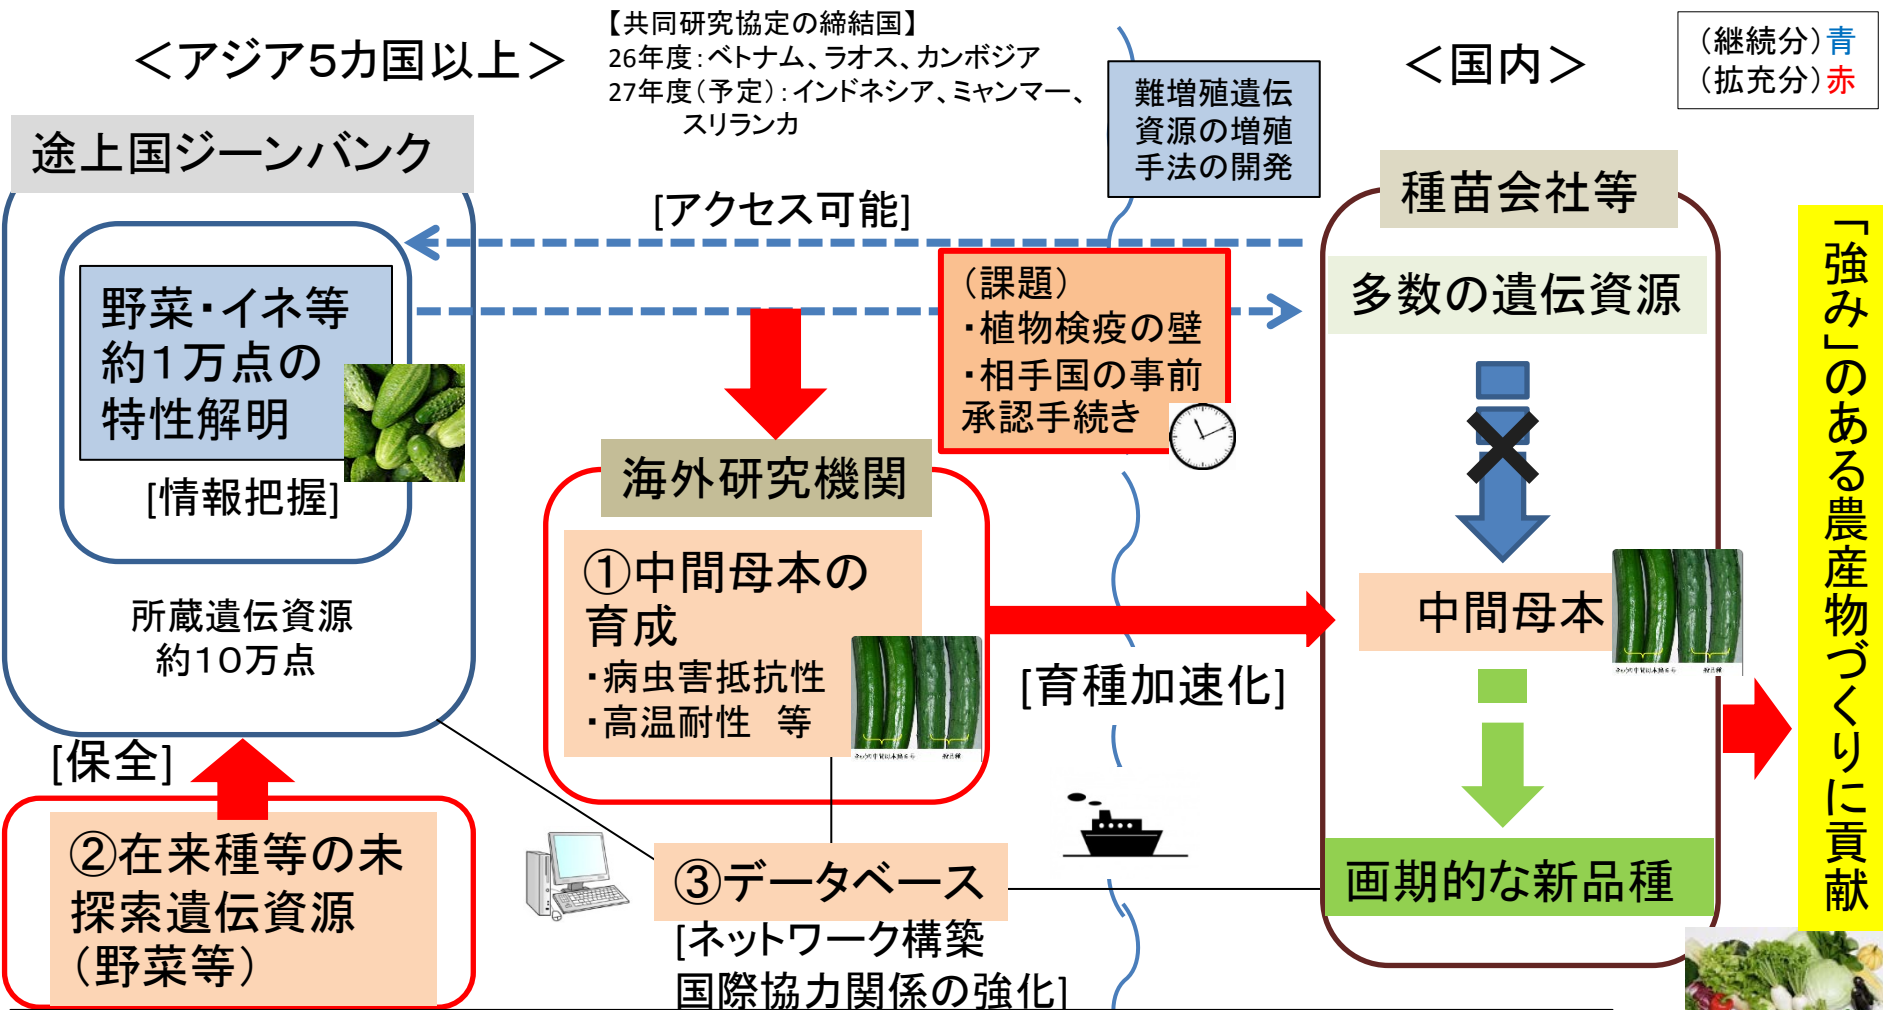 ＜アジア5カ国以上＞
【共同研究協定の締結国】
26年度：ベトナム、ラオス、カンボジア
27年度（予定）：インドネシア、ミャンマー、
スリランカ
＜国内＞
（継続分）青
（拡充分）赤
難増殖遺伝
資源の増殖
手法の開発
途上国ジーンバンク
[アクセス可能]
野菜・イネ等
約1万点の
特性解明
[情報把握]
所蔵遺伝資源
約10万点
[保全]
②在来種等の未
探索遺伝資源
（野菜等）
（課題）
・植物検疫の壁
・相手国の事前
承認手続き
海外研究機関
①中間母本の
育成
・病虫害抵抗性
・高温耐性　等
[育種加速化]
③データベース
[ネットワーク構築
国際協力関係の強化]
種苗会社等
多数の遺伝資源
中間母本
画期的な新品種
「強み」のある農産物づくりに貢献